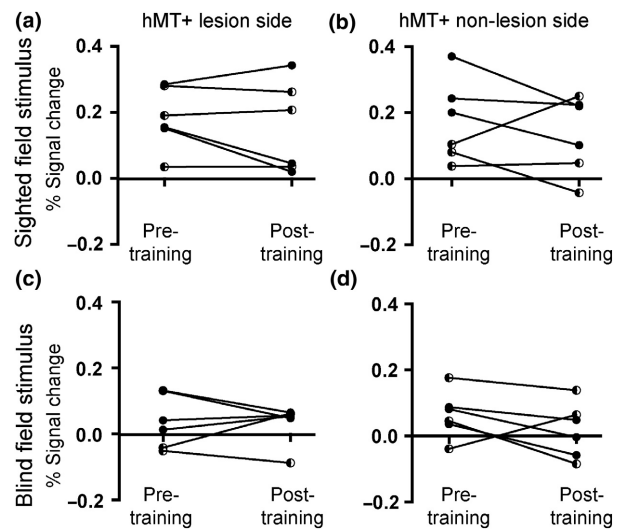 (a) hMT+ lesion side
(b) hMT+ non-lesion side
Sighted field stimulus
% Signal change
0.4
0.2
0.0
−0.2
Pre-
training
Post-
training
0.4
0.2
0.0
−0.2
Pre-
training
Post-
training
(c)
(d)
Blind field stimulus
% Signal change
0.4
0.2
0.0
−0.2
Pre-
training
Post-
training
0.4
0.2
0.0
−0.2
Pre-
training
Post-
training